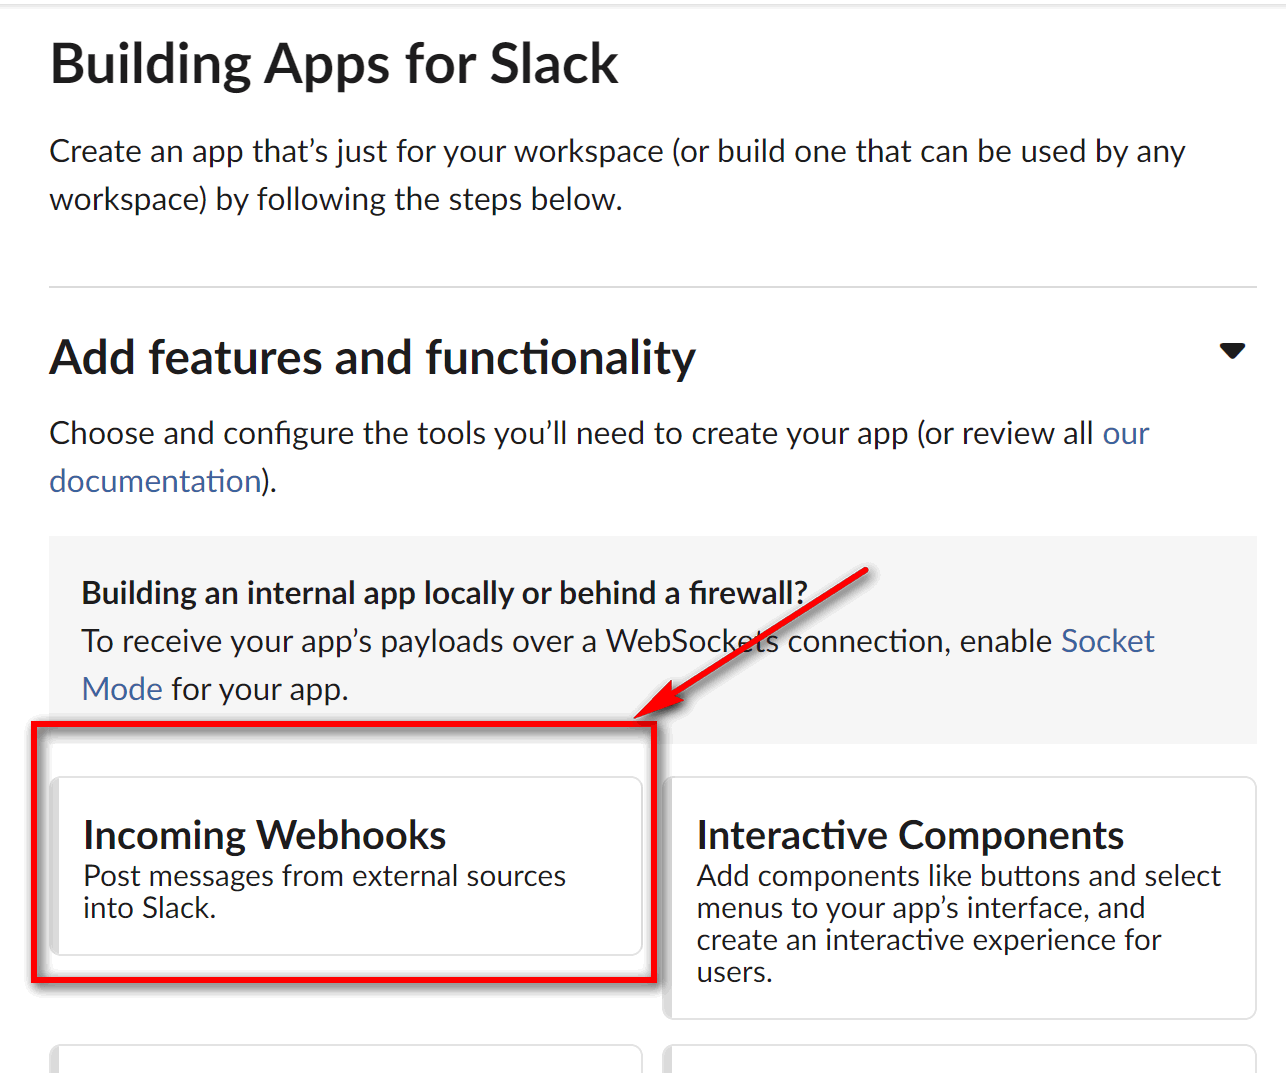 Building Apps for Slack
Create an app that’s just for your workspace (or build one that can be used by any
workspace) by following the steps below.
Add features and functionality
Choose and configure the tools you’ll need to create your app (or review all our
documentation).
Building an internal app locally or behind a firewall?
To receive your app’s payloads over a WebSockets connection, enable Socket
Mode for your app.
Incoming Webhooks
Post messages from external sources
into Slack.
Interactive Components
Add components like buttons and select
menus to your app’s interface, and
create an interactive experience for
users.